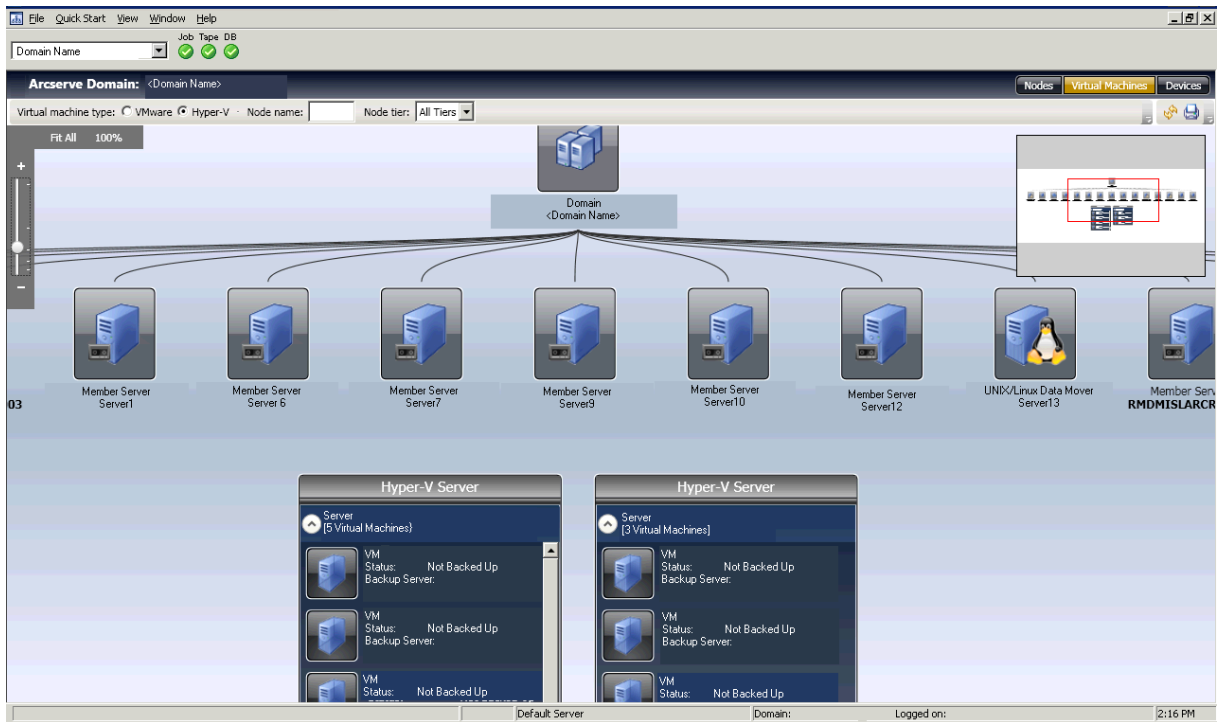 File Quick Start View Window Help
Job Tape DB
Domain Name
Arcserve Domain: <Domain Name>
Nodes Virtual Machines Devices
Virtual machine type: VMware Hyper-V · Node name: Node tier: All Tiers
Fit All 100%
Domain
<Domain Name>
03
Member Server
Server1
Member Server
Server 6
Member Server
Server7
Member Server
Server9
Member Server
Server10
Member Server
Server12
UNIX/Linux Data Mover
Server13
Member Serv
RMDMISLARCR
Hyper-V Server
Server
[5 Virtual Machines}
VM
Status: Not Backed Up
Backup Server:
VM
Status: Not Backed Up
Backup Server:
VM
Status: Not Backed Up
Hyper-V Server
Server
[3 Virtual Machines]
VM
Status: Not Backed Up
Backup Server:
VM
Status: Not Backed Up
Backup Server:
VM
Status: Not Backed Up
Default Server Domain: Logged on: 2:16 PM